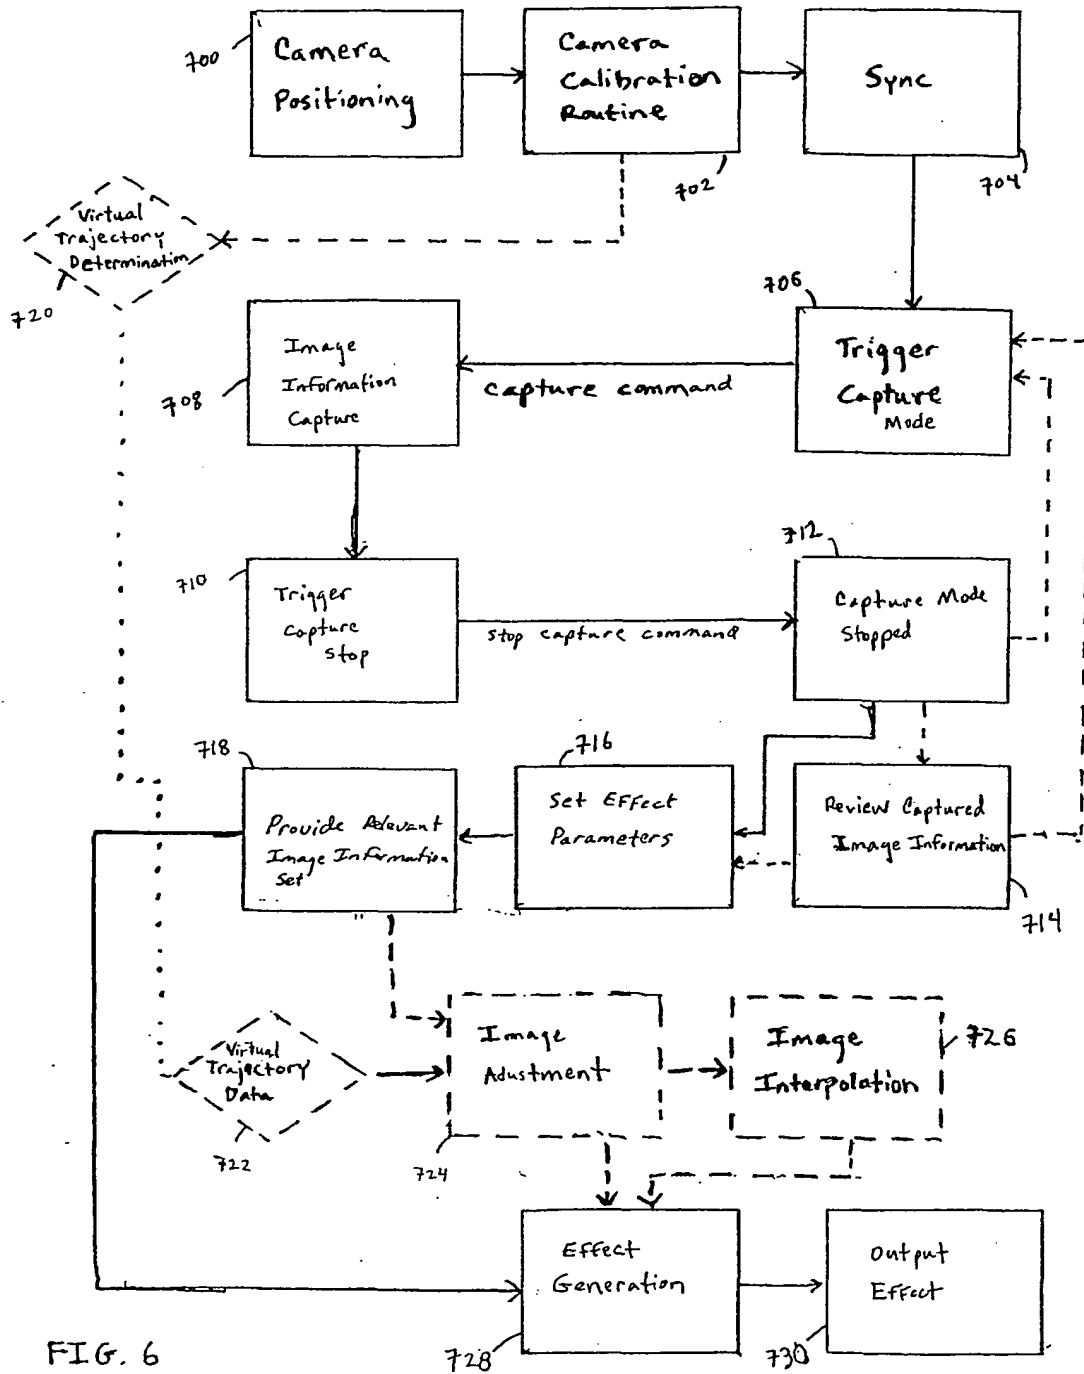 700
Camera
Positioning
Camera
Calibration
Routine
702
Sync
704
Virtual
Trajectory
Determination
720
706
Trigger
Capture
Mode
capture command
Image
Information
Capture
708
710
Trigger
Capture
Stop
stop capture command
712
Capture Mode
Stopped
718
Provide Relevant
Image Information
Set
716
Set Effect
Parameters
Review Captured
Image Information
714
Virtual
Trajectory
Data
722
Image
Adustment
724
Image
Interpolation
726
Effect
Generation
728
Output
Effect
730
FIG. 6